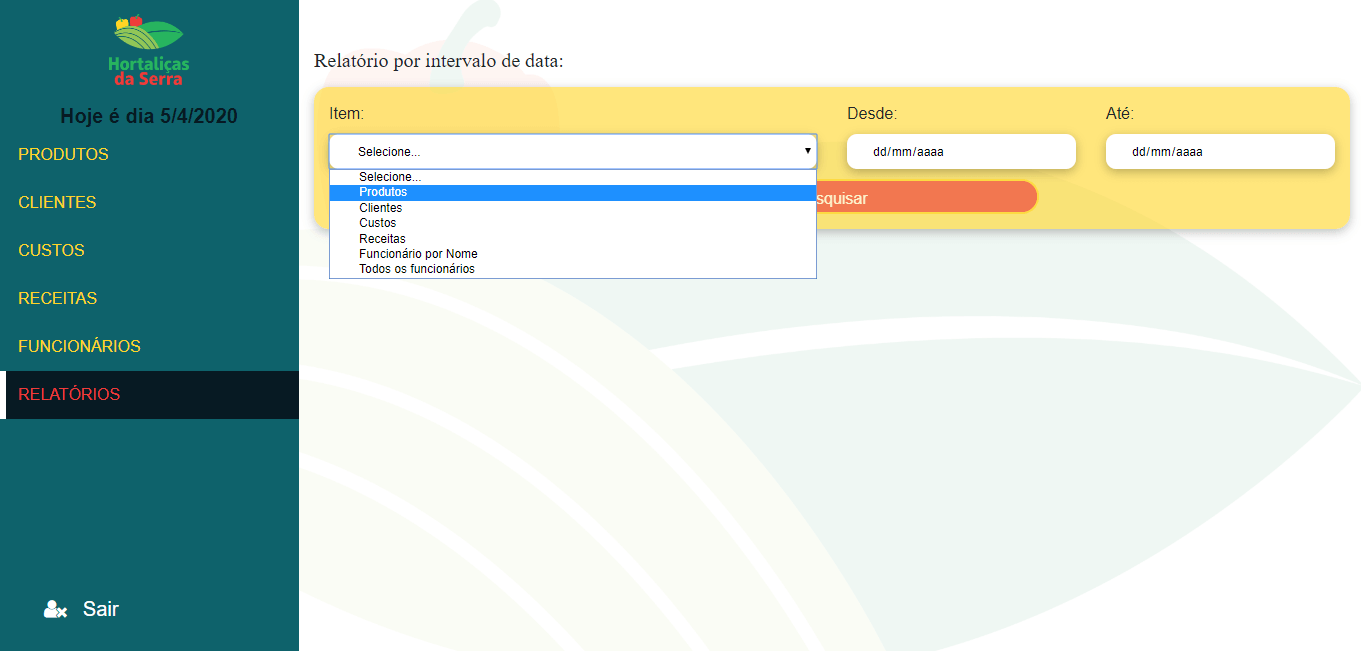 Hortaliças
da Serra
Hoje é dia 5/4/2020
PRODUTOS
CLIENTES
CUSTOS
RECEITAS
FUNCIONÁRIOS
RELATÓRIOS
Sair
Relatório por intervalo de data:
Item: Desde: Até:
Selecione... dd/mm/aaaa dd/mm/aaaa
Selecione...
Produtos
Clientes
Custos
Receitas
Funcionário por Nome
Todos os funcionários
squisar